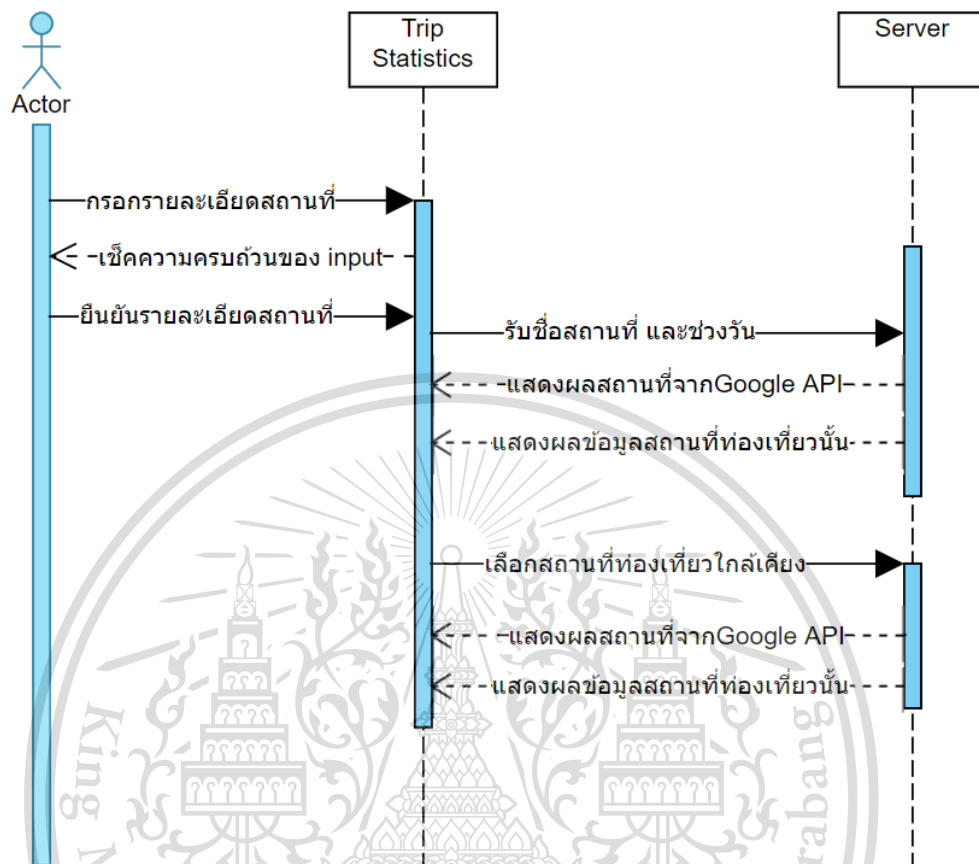 Trip
Statistics
Server
Actor
กรอกรายละเอียดสถานที่
เช็คความครบถ้วนของ input
ยืนยันรายละเอียดสถานที่
รับชื่อสถานที่ และช่วงวัน
แสดงผลสถานที่จากGoogle API
แสดงผลข้อมูลสถานที่ท่องเที่ยวนั้น
เลือกสถานที่ท่องเที่ยวใกล้เคียง
แสดงผลสถานที่จากGoogle API
แสดงผลข้อมูลสถานที่ท่องเที่ยวนั้น
King